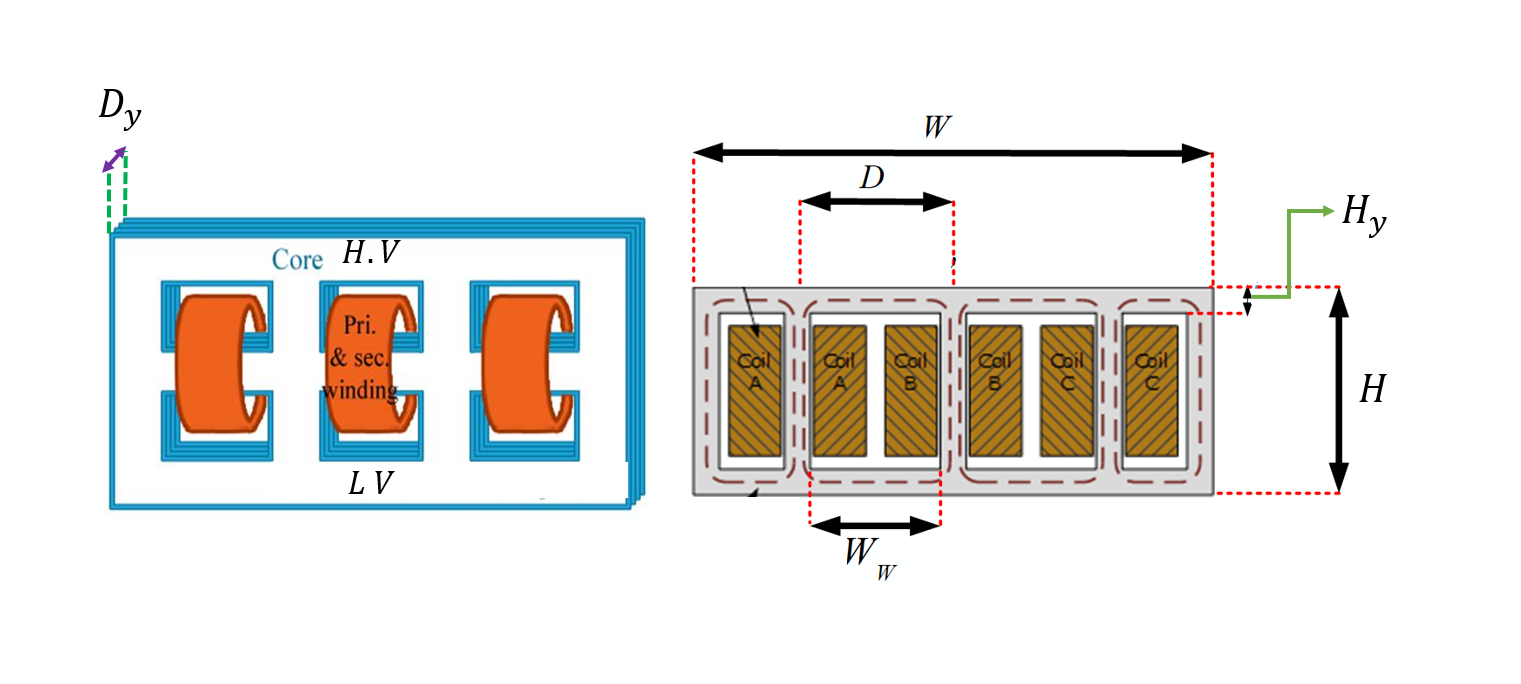 D_y
Core H.V
Pri.
& sec.
winding
L V
W
D
H_y
Coil
A
Coil
A
Coil
B
Coil
B
Coil
C
Coil
C
H
W_W